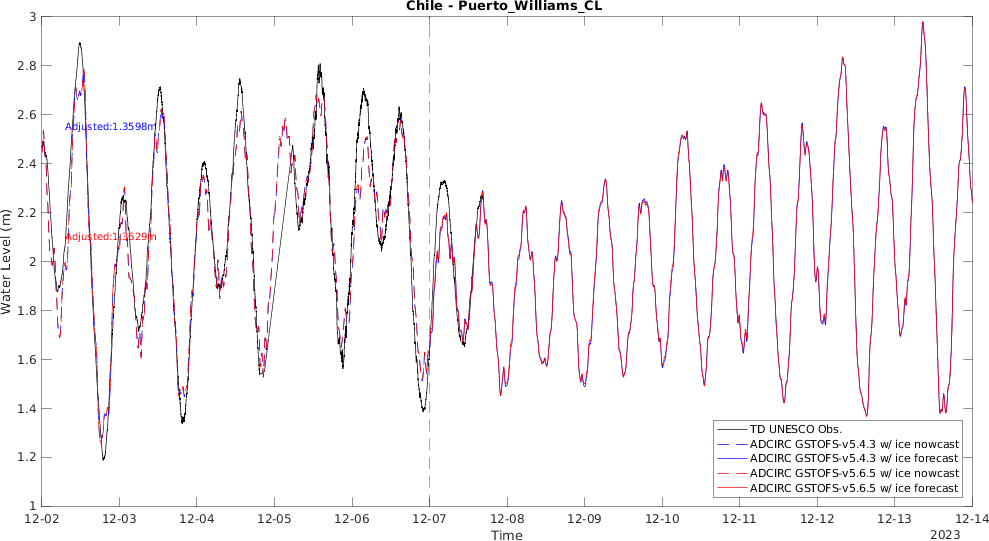 Chile - Puerto_Williams_CL
3
2.8
2.6
2.4
2.2
2
1.8
1.6
1.4
1.2
1
Water Level (m)
Adjusted:1.3598m
Adjusted:1.3629m
TD UNESCO Obs.
ADCIRC GSTOFS-v5.4.3 w/ ice nowcast
ADCIRC GSTOFS-v5.4.3 w/ ice forecast
ADCIRC GSTOFS-v5.6.5 w/ ice nowcast
ADCIRC GSTOFS-v5.6.5 w/ ice forecast
12-02 12-03 12-04 12-05 12-06 12-07 12-08 12-09 12-10 12-11 12-12 12-13 12-14
Time
2023